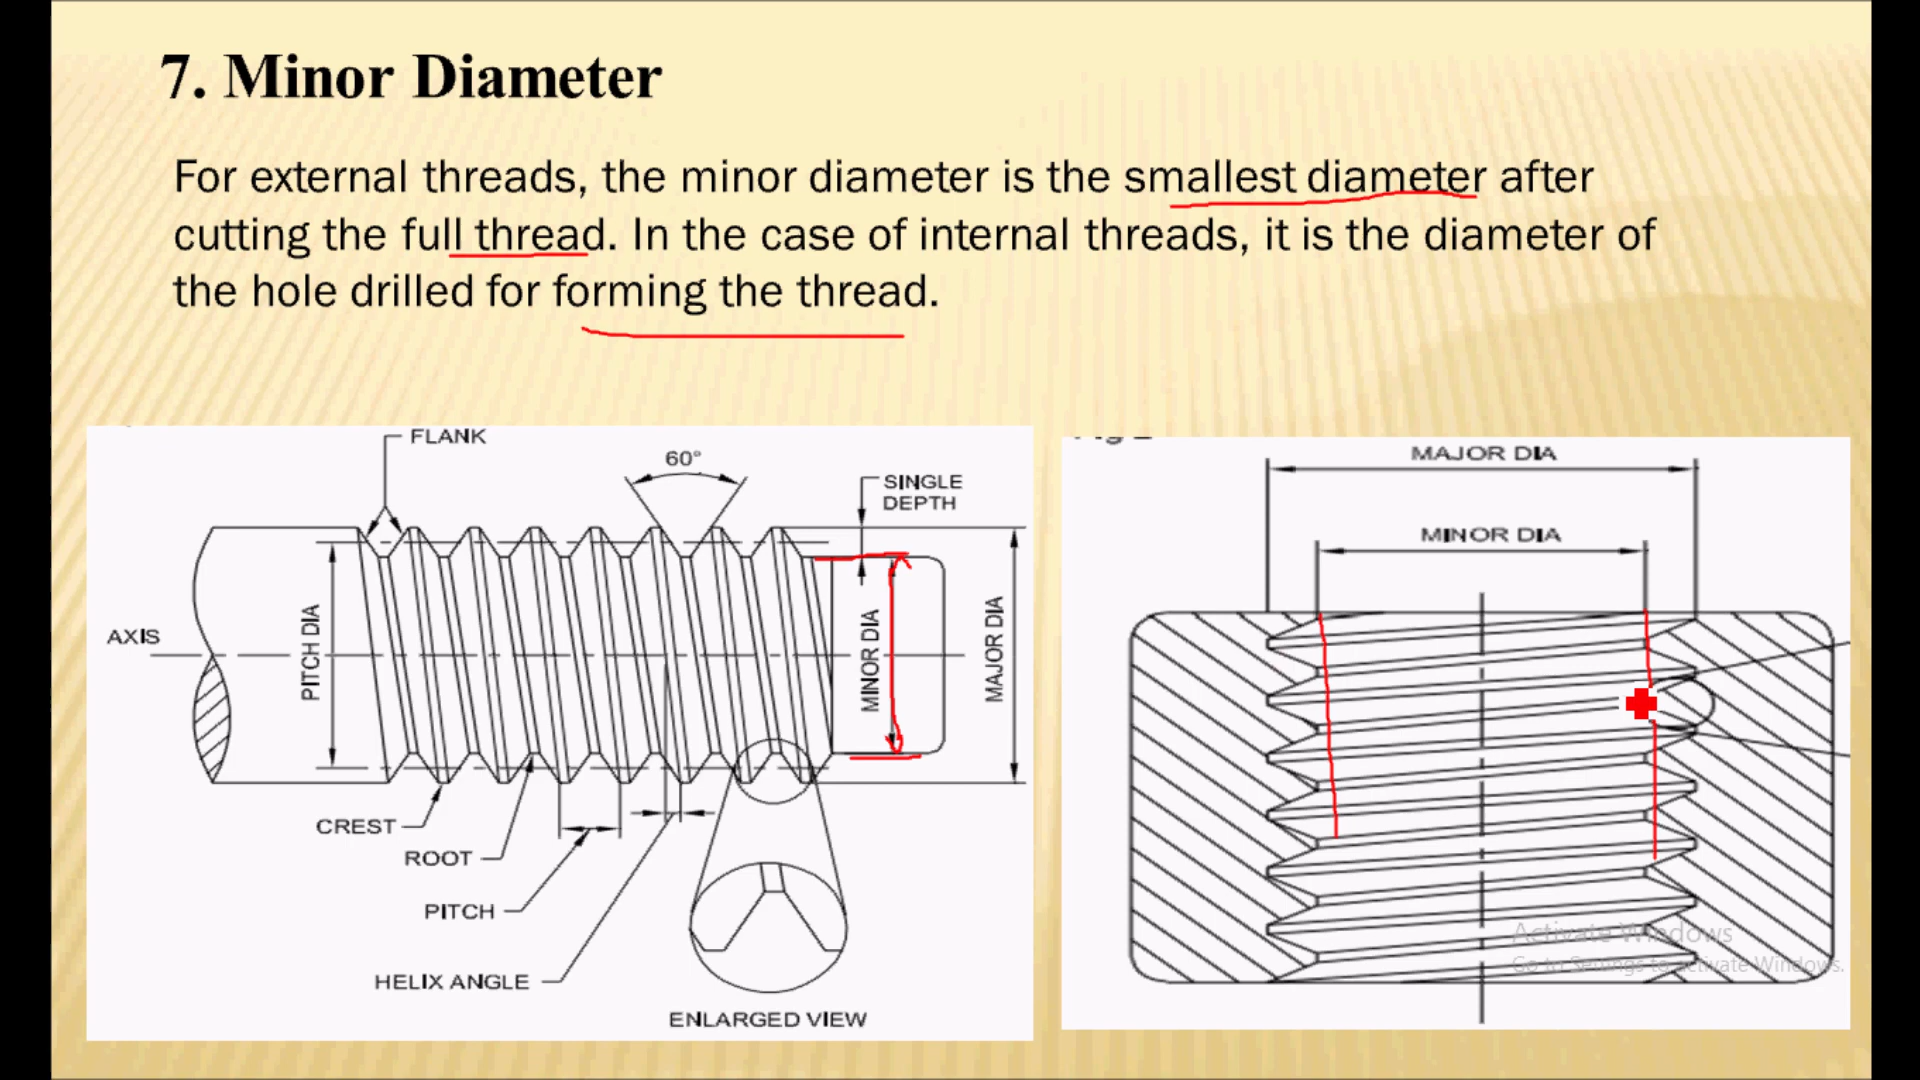 7. Minor Diameter
For external threads, the minor diameter is the smallest diameter after
cutting the full thread. In the case of internal threads, it is the diameter of
the hole drilled for forming the thread.
FLANK
60°
SINGLE
DEPTH
AXIS
PITCH DIA
MINOR DIA
MAJOR DIA
CREST
ROOT
PITCH
HELIX ANGLE
ENLARGED VIEW
MAJOR DIA
MINOR DIA
Activate Windows
Go to Settings to activate Windows.